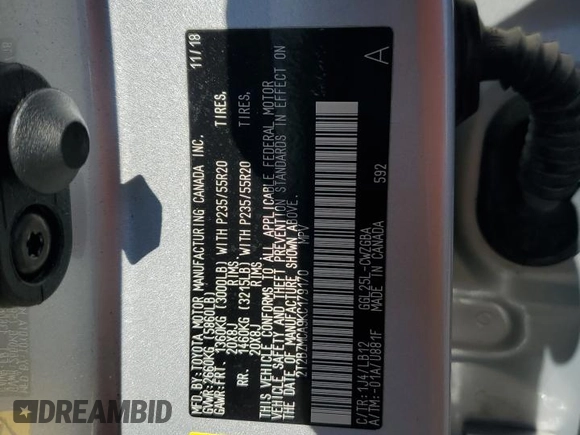 MFD.BY:TOYOTA MOTOR MANUFACTURING CANADA INC. 11/18
GVWR:2660KG (5860LB)
GAWR:FRT. 1360KG (3000LB) WITH P235/55R20 TIRES,
20X8J RIMS.
RR. 1460KG (3215LB) WITH P235/55R20 TIRES,
20X8J RIMS.
THIS VEHICLE CONFORMS TO ALL APPLICABLE FEDERAL MOTOR
VEHICLE SAFETY AND THEFT PREVENTION STANDARDS IN EFFECT ON
THE DATE OF MANUFACTURE SHOWN ABOVE.
MPV
A
C/TR:1J4/LB12 GGL25L-CWZGBA
A/TM:-01A/D881F MADE IN CANADA 592
BIDCARS